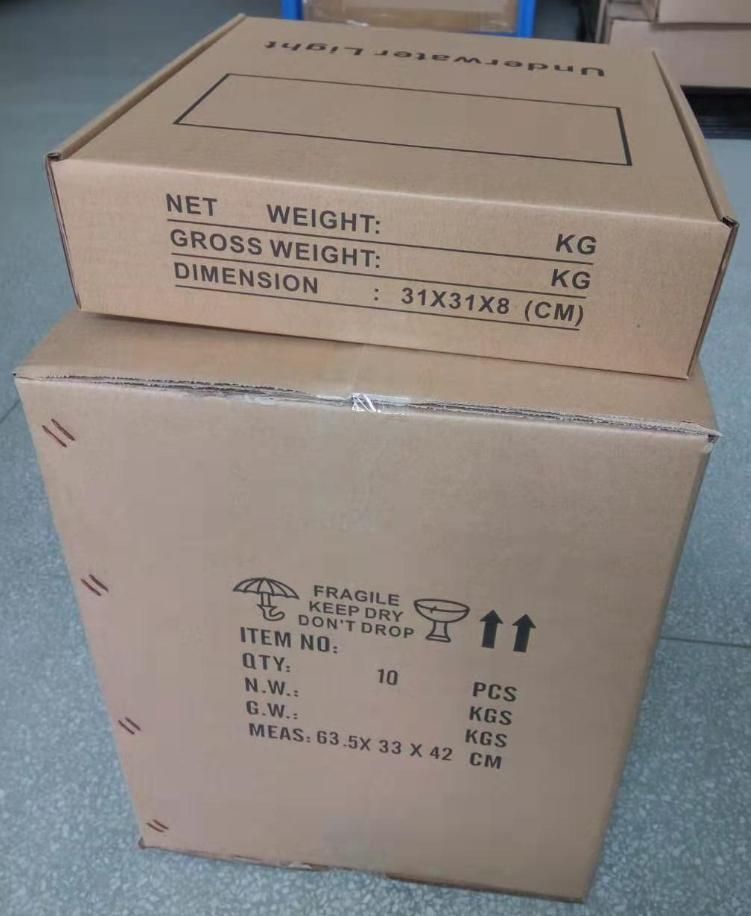 Underwater Light
NET WEIGHT: KG
GROSS WEIGHT: KG
DIMENSION : 31X31X8 (CM)
FRAGILE
KEEP DRY
DON'T DROP
ITEM NO:
QTY: 10 PCS
N.W.: KGS
G.W.: KGS
MEAS: 63.5X 33 X 42 CM